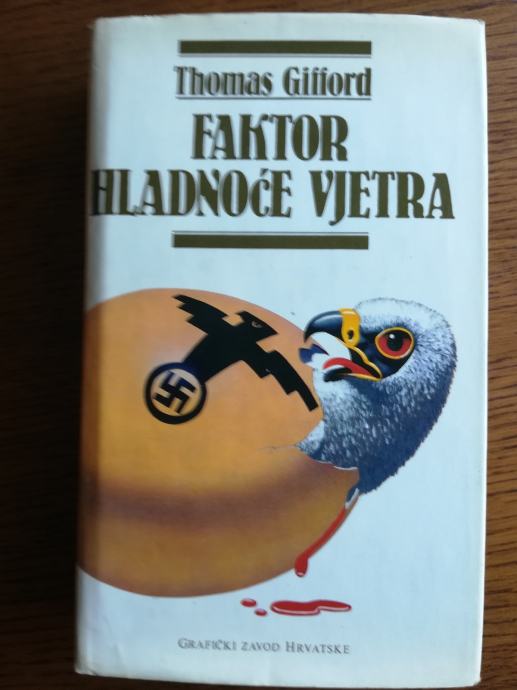 Thomas Gifford
FAKTOR
HLADNOĆE VJETRA
GRAFIČKI ZAVOD HRVATSKE